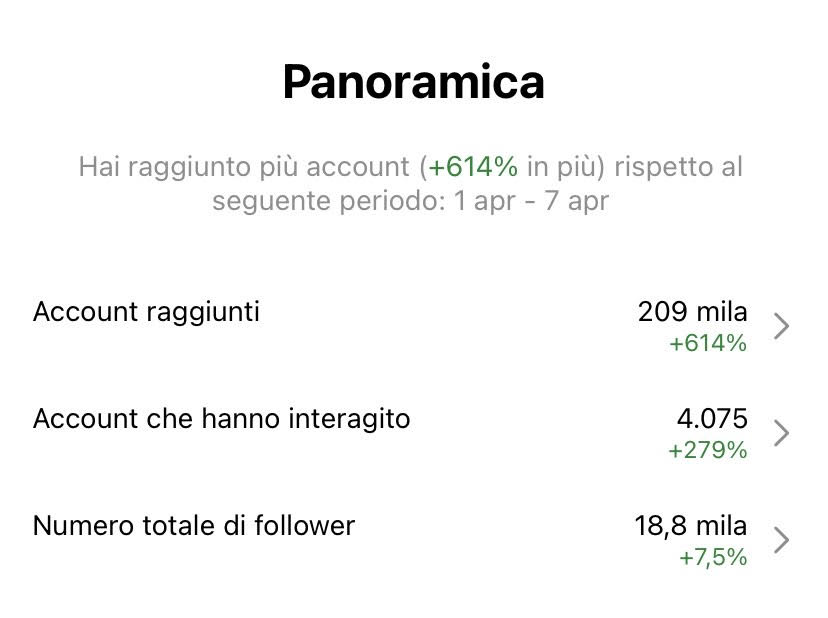 Panoramica
Hai raggiunto più account (+614% in più) rispetto al
seguente periodo: 1 apr - 7 apr
Account raggiunti 209 mila
+614%
Account che hanno interagito 4.075
+279%
Numero totale di follower 18,8 mila
+7,5%